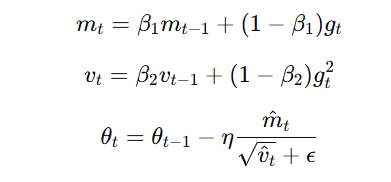 m_t = β_1 m_{t−1} + (1 − β_1)g_t
v_t = β_2 v_{t−1} + (1 − β_2)g_t^2
θ_t = θ_{t−1} − η \frac{\hat{m}_t}{\sqrt{\hat{v}_t} + ϵ}